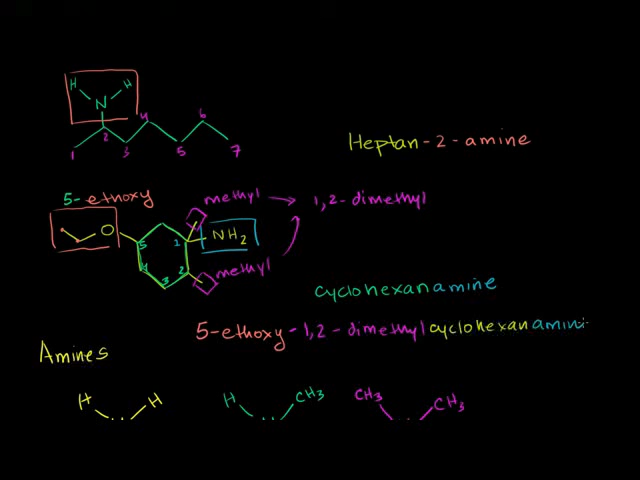 H H
N
1 2 3 4 5 6 7
Heptan-2-amine
5-ethoxy methyl → 1,2-dimethyl
O 5 1 NH2
4 3 2 methyl
cyclohexanamine
5-ethoxy-1,2-dimethylcyclohexanamin
Amines
H H H CH3 CH3 CH3